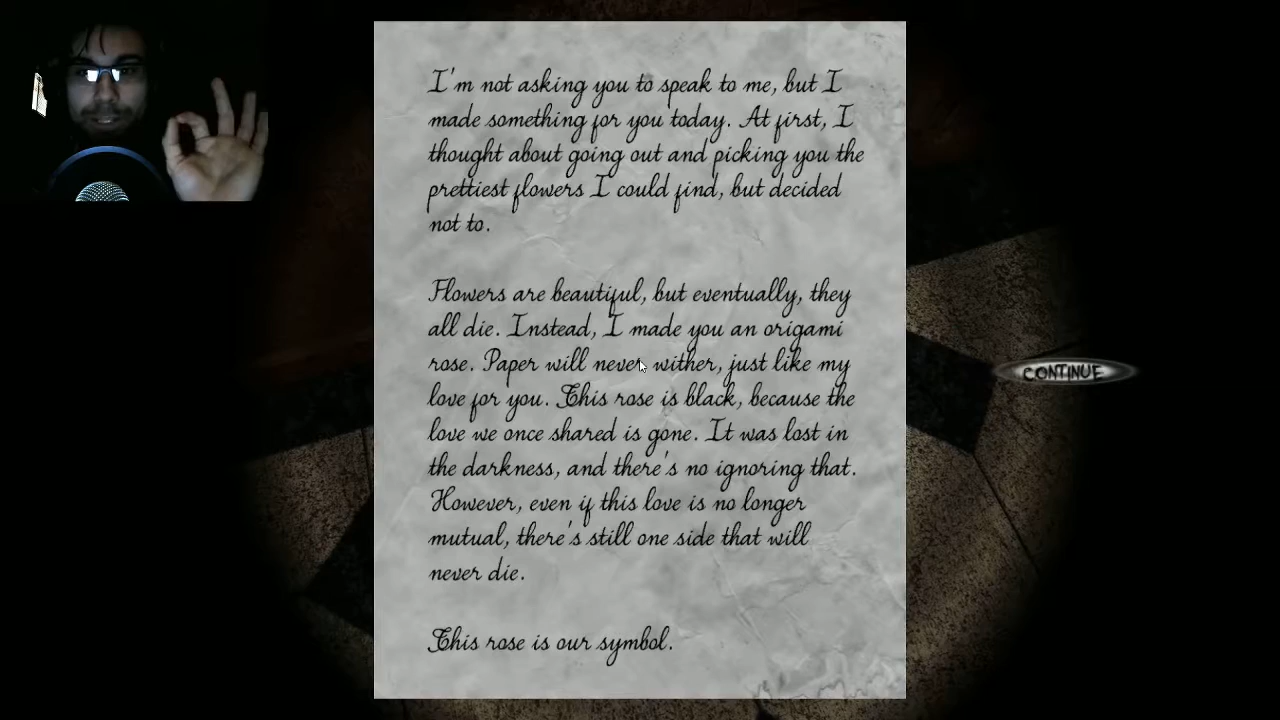 I'm not asking you to speak to me, but I
made something for you today. At first, I
thought about going out and picking you the
prettiest flowers I could find, but decided
not to.
Flowers are beautiful, but eventually, they
all die. Instead, I made you an origami
rose. Paper will never wither, just like my
love for you. This rose is black, because the
love we once shared is gone. It was lost in
the darkness, and there's no ignoring that.
However, even if this love is no longer
mutual, there's still one side that will
never die.
This rose is our symbol.
CONTINUE